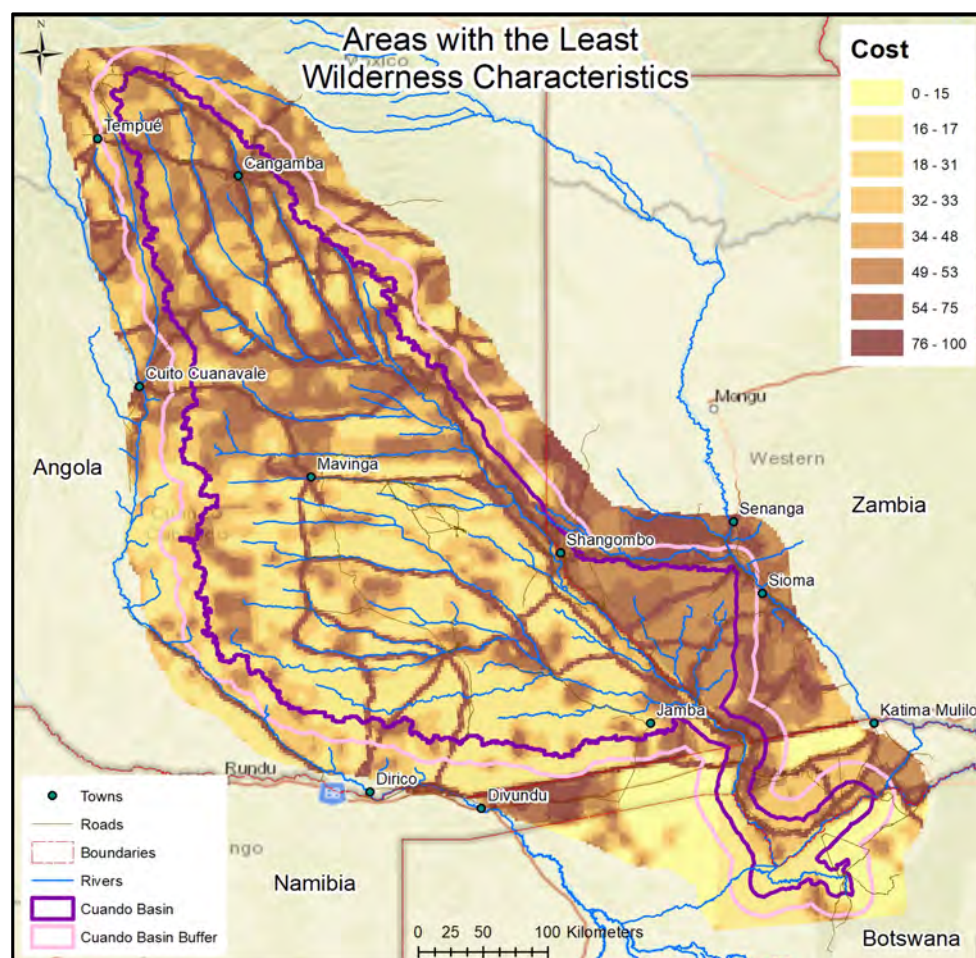 N
Areas with the Least
Wilderness Characteristics
Cost
0 - 15
16 - 17
18 - 31
32 - 33
34 - 48
49 - 53
54 - 75
76 - 100
Tempué
Cangamba
Cuito Cuanavale
Mongu
Angola
Mavinga
Western
Senanga
Zambia
Shangombo
Sioma
Jamba
Katima Mulilo
Rundu
Dirico
Divundu
Namibia
Botswana
Towns
Roads
Boundaries
Rivers
Cuando Basin
Cuando Basin Buffer
0 25 50 100 Kilometers